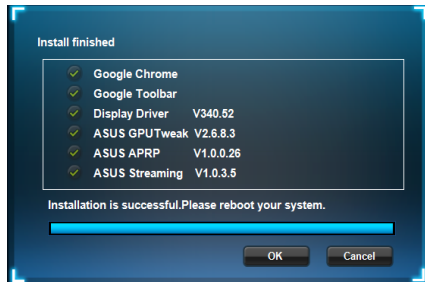 Install finished
Google Chrome
Google Toolbar
Display Driver V340.52
ASUS GPUTweak V2.6.8.3
ASUS APRP V1.0.0.26
ASUS Streaming V1.0.3.5
Installation is successful.Please reboot your system.
OK Cancel